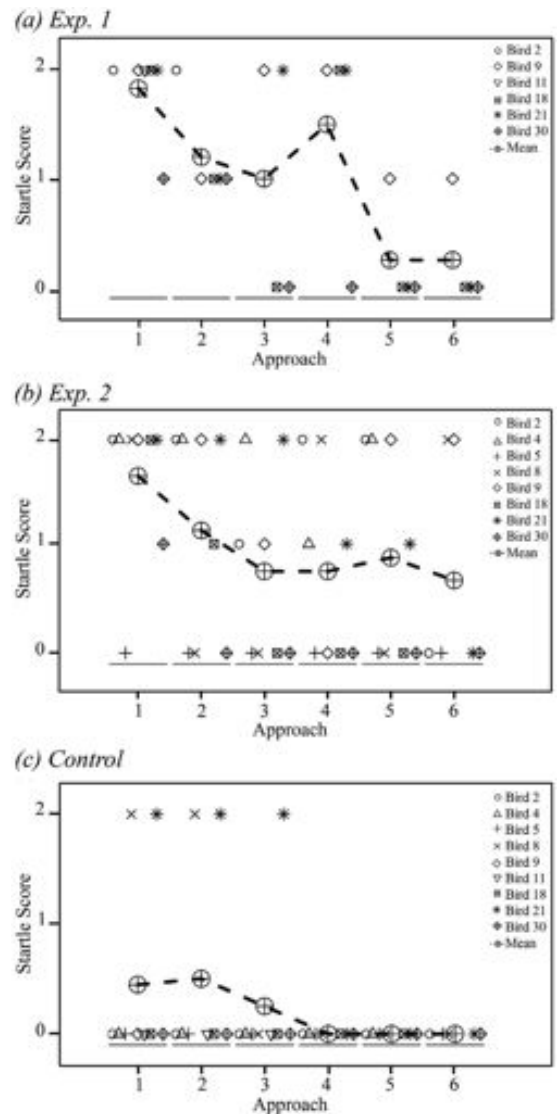 (a) Exp. 1
Startle Score
2
1
0
1 2 3 4 5 6
Approach
Bird 2
Bird 9
Bird 11
Bird 18
Bird 21
Bird 30
Mean
(b) Exp. 2
Startle Score
2
1
0
1 2 3 4 5 6
Approach
Bird 2
Bird 4
Bird 5
Bird 8
Bird 9
Bird 18
Bird 21
Bird 30
Mean
(c) Control
Startle Score
2
1
0
1 2 3 4 5 6
Approach
Bird 2
Bird 4
Bird 5
Bird 8
Bird 9
Bird 11
Bird 18
Bird 21
Bird 30
Mean